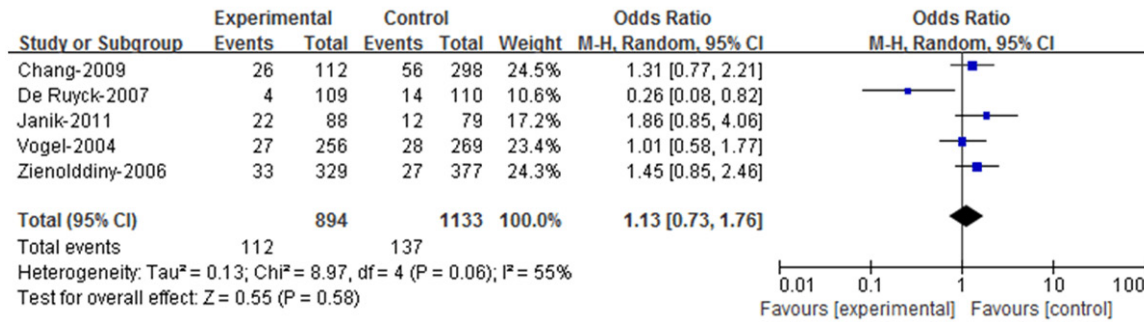 Experimental Control Odds Ratio Odds Ratio
Study or Subgroup Events Total Events Total Weight M-H, Random, 95% CI M-H, Random, 95% CI
Chang-2009 26 112 56 298 24.5% 1.31 [0.77, 2.21]
De Ruyck-2007 4 109 14 110 10.6% 0.26 [0.08, 0.82]
Janik-2011 22 88 12 79 17.2% 1.86 [0.85, 4.06]
Vogel-2004 27 256 28 269 23.4% 1.01 [0.58, 1.77]
Zienolddiny-2006 33 329 27 377 24.3% 1.45 [0.85, 2.46]
Total (95% CI) 894 1133 100.0% 1.13 [0.73, 1.76]
Total events 112 137
Heterogeneity: Tau² = 0.13; Chi² = 8.97, df = 4 (P = 0.06); I² = 55%
Test for overall effect: Z = 0.55 (P = 0.58)
0.01 0.1 1 10 100
Favours [experimental] Favours [control]